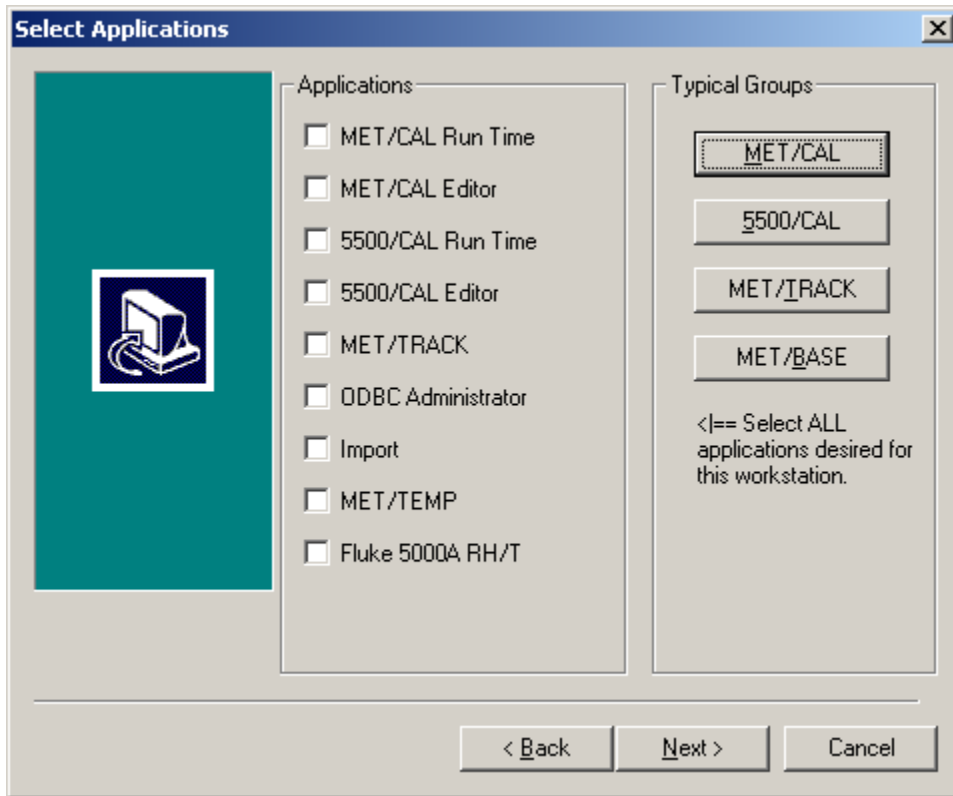 Select Applications
Applications
MET/CAL Run Time
MET/CAL Editor
5500/CAL Run Time
5500/CAL Editor
MET/TRACK
ODBC Administrator
Import
MET/TEMP
Fluke 5000A RH/T
Typical Groups
MET/CAL
5500/CAL
MET/TRACK
MET/BASE
<|== Select ALL
applications desired for
this workstation.
< Back
Next >
Cancel